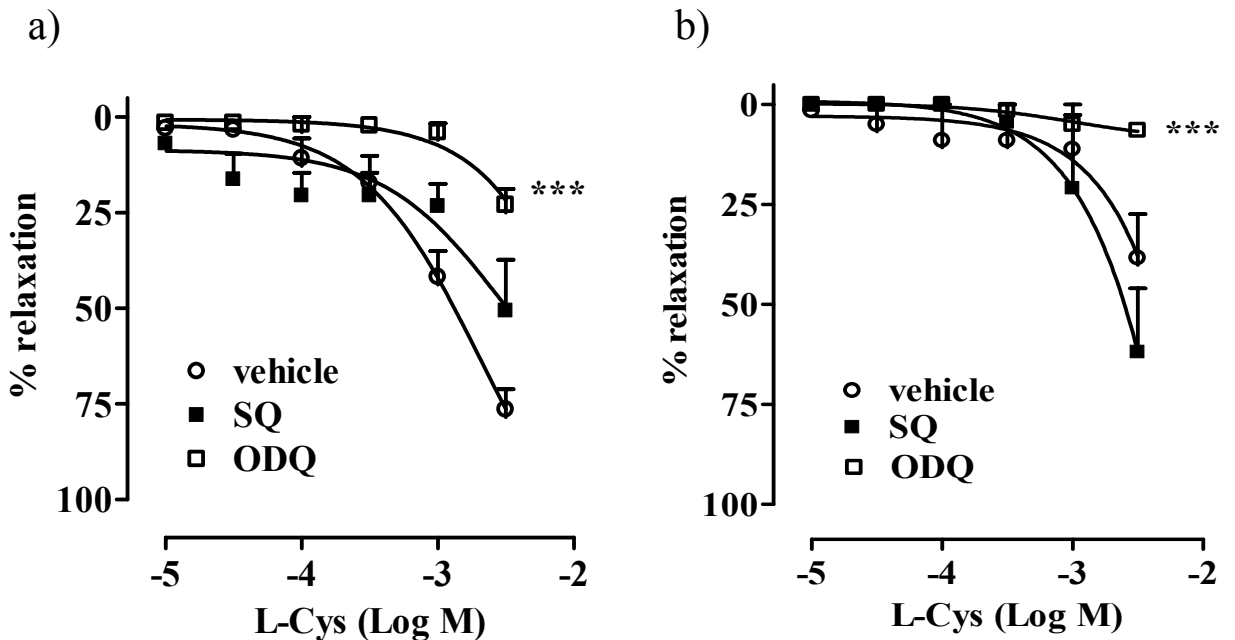 a)
0
25
50
75
100
% relaxation
***
vehicle
SQ
ODQ
-5 -4 -3 -2
L-Cys (Log M)
b)
0
25
50
75
100
% relaxation
***
vehicle
SQ
ODQ
-5 -4 -3 -2
L-Cys (Log M)